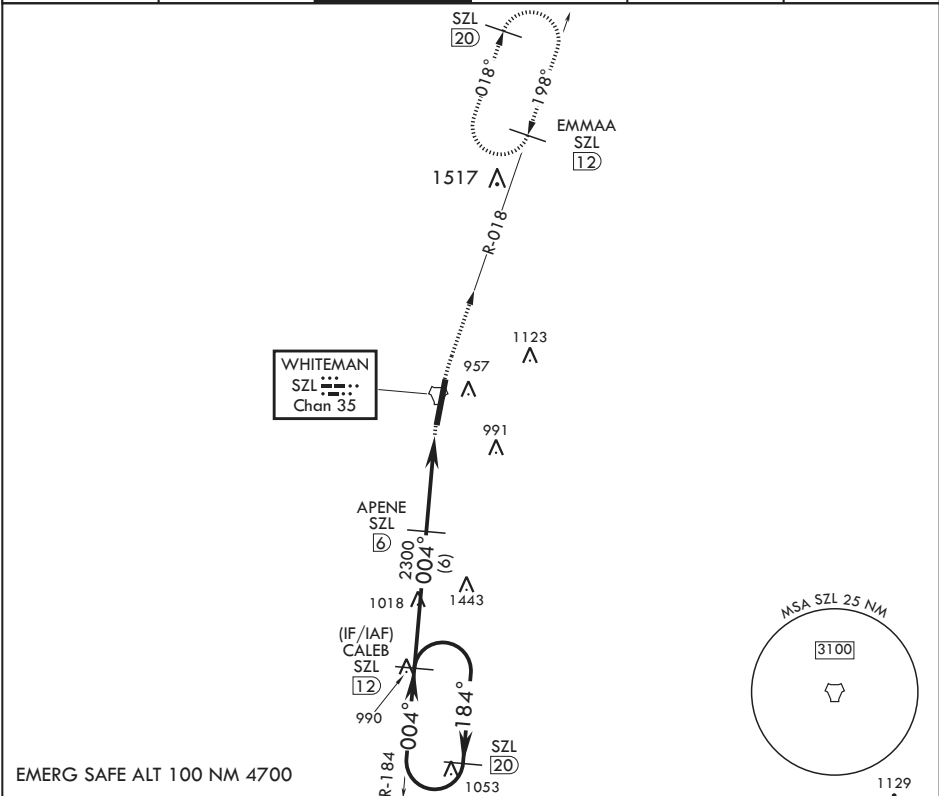 SZL
20
018°
198°
EMMAA
SZL
12
1517
R-018
1123
WHITEMAN
SZL
Chan 35
957
991
APENE
SZL
6
2300
004°
(6)
1018
1443
(IF/IAF)
CALEB
SZL
12
990
004°
184°
R-184
SZL
20
1053
MSA SZL 25 NM
3100
EMERG SAFE ALT 100 NM 4700
1129